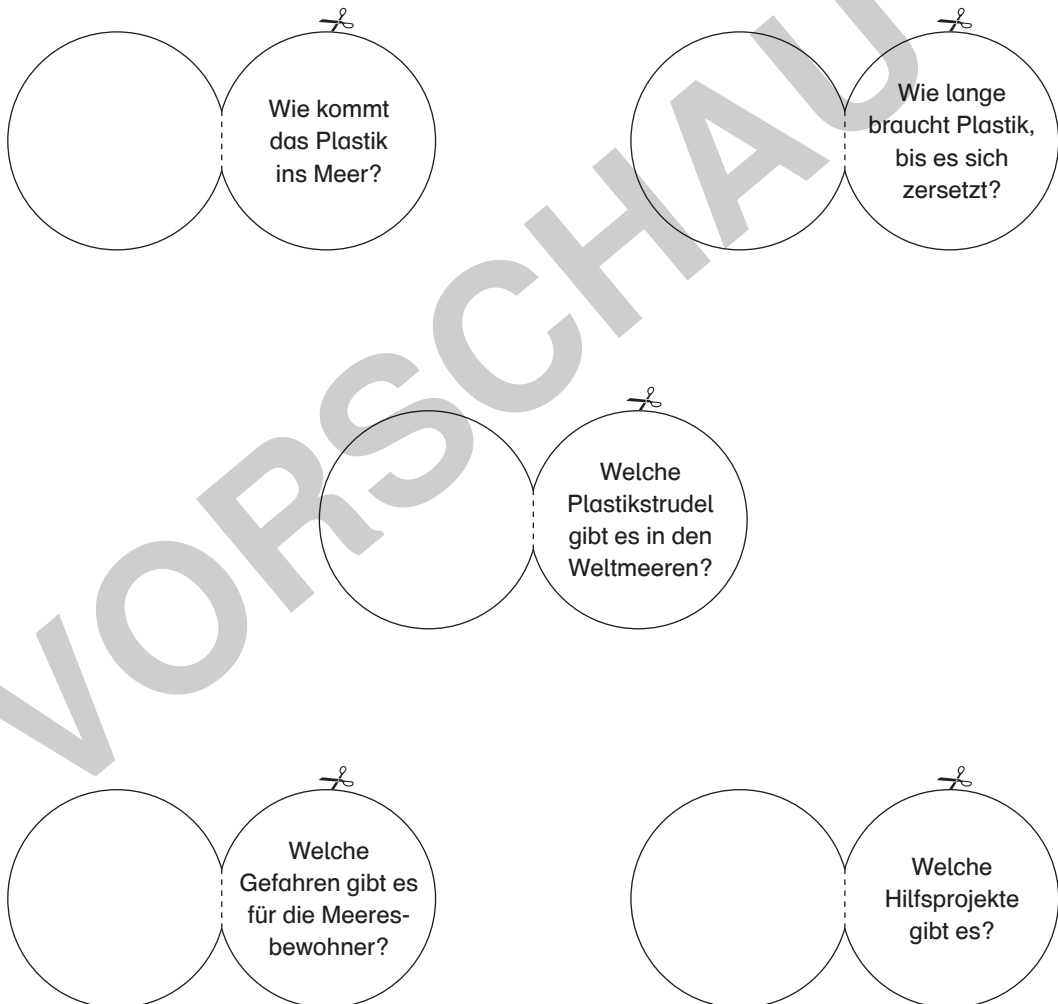 Wie kommt
das Plastik
ins Meer?
Wie lange
braucht Plastik,
bis es sich
zersetzt?
Welche
Plastikstrudel
gibt es in den
Weltmeeren?
Welche
Gefahren gibt es
für die Meeres-
bewohner?
Welche
Hilfsprojekte
gibt es?
VORSCHAU